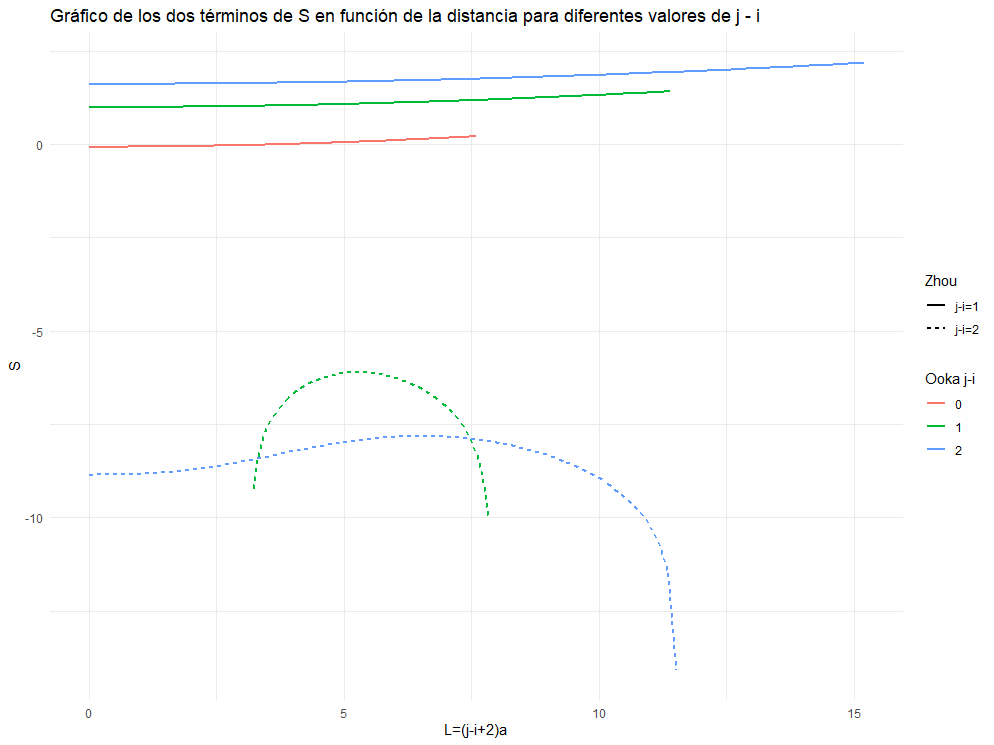 Gráfico de los dos términos de S en función de la distancia para diferentes valores de j - i
0
-5
-10
S
0
5
10
15
L=(j-i+2)a
Zhou
j-i=1
j-i=2
Ooka j-i
0
1
2